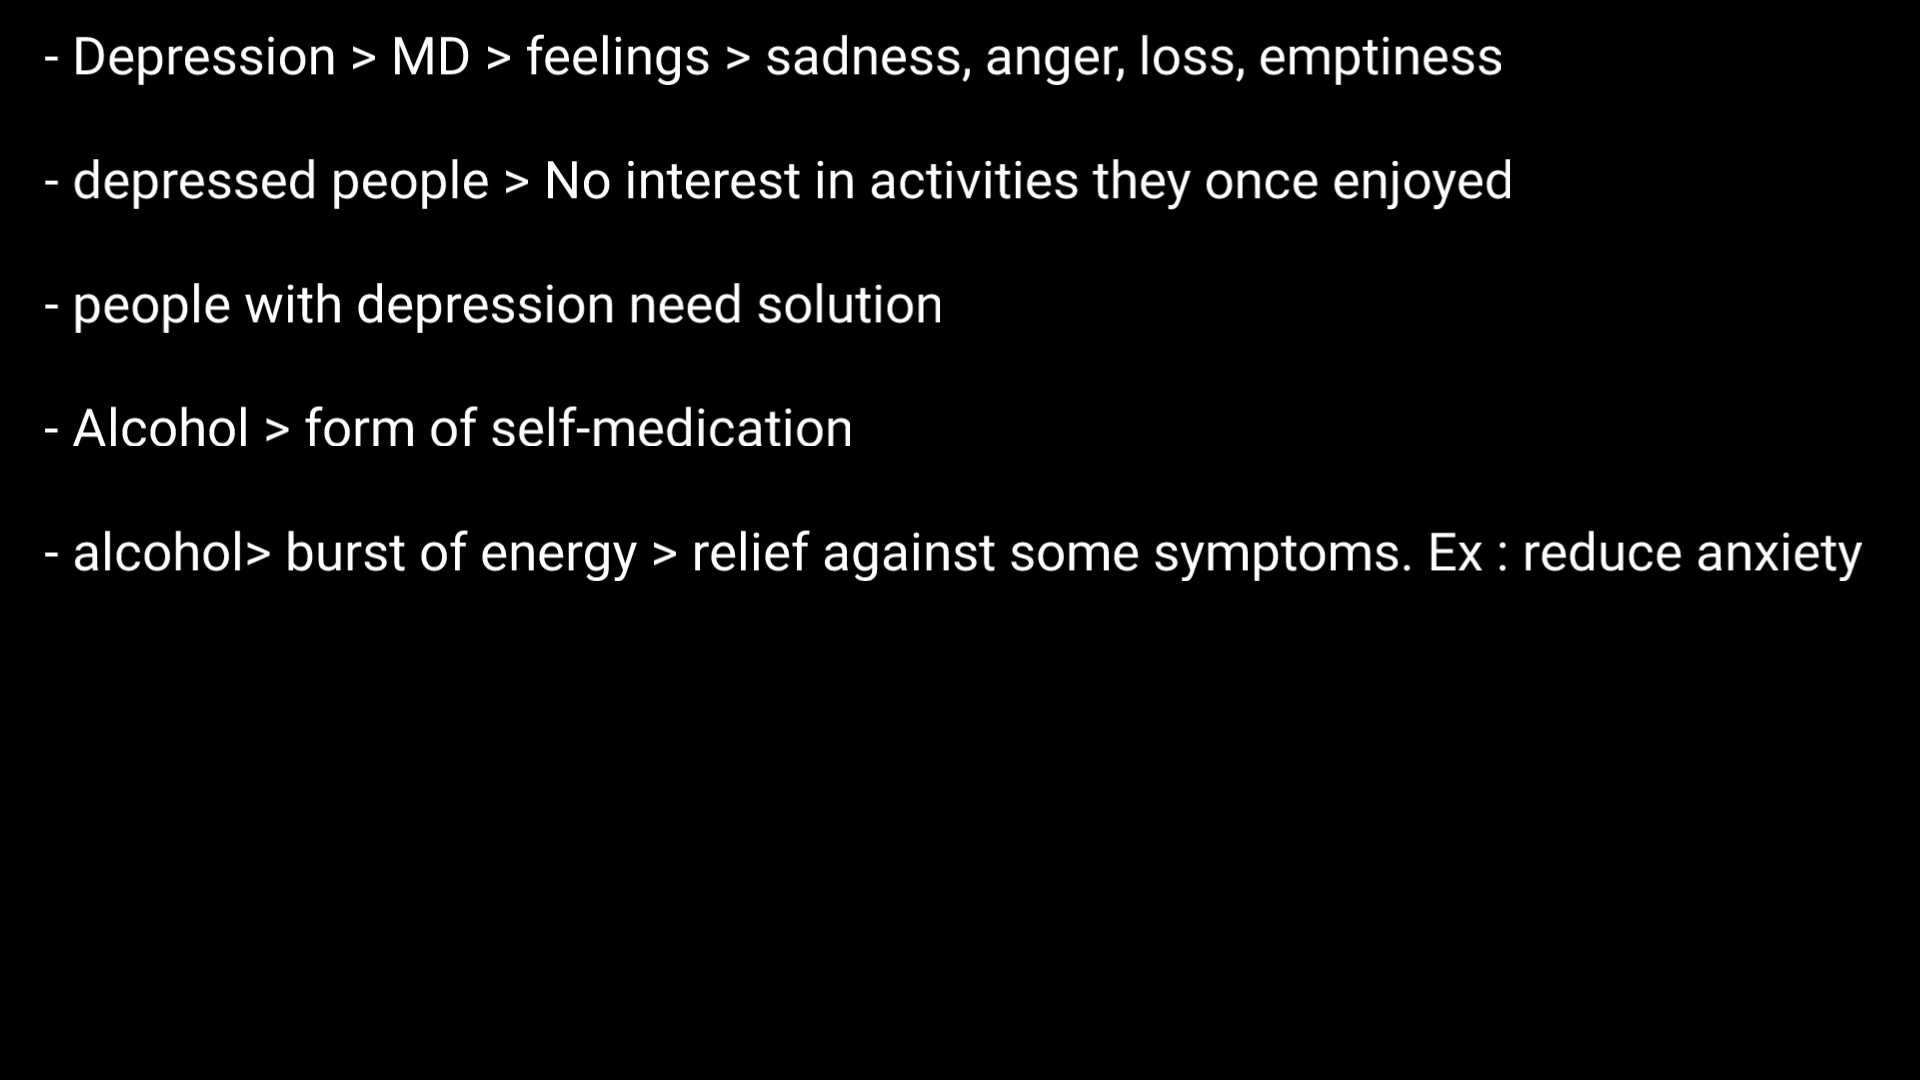 - Depression > MD > feelings > sadness, anger, loss, emptiness
- depressed people > No interest in activities they once enjoyed
- people with depression need solution
- Alcohol > form of self-medication
- alcohol> burst of energy > relief against some symptoms. Ex : reduce anxiety